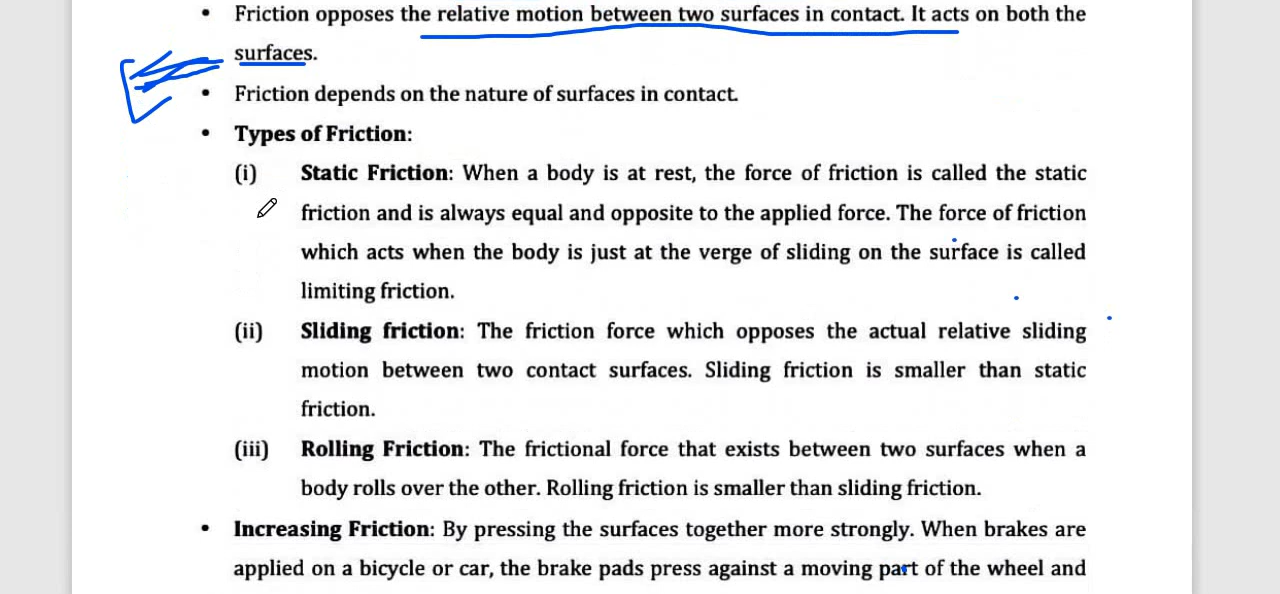 • Friction opposes the relative motion between two surfaces in contact. It acts on both the
surfaces.
• Friction depends on the nature of surfaces in contact.
• Types of Friction:
(i) Static Friction: When a body is at rest, the force of friction is called the static
friction and is always equal and opposite to the applied force. The force of friction
which acts when the body is just at the verge of sliding on the surface is called
limiting friction.
(ii) Sliding friction: The friction force which opposes the actual relative sliding
motion between two contact surfaces. Sliding friction is smaller than static
friction.
(iii) Rolling Friction: The frictional force that exists between two surfaces when a
body rolls over the other. Rolling friction is smaller than sliding friction.
• Increasing Friction: By pressing the surfaces together more strongly. When brakes are
applied on a bicycle or car, the brake pads press against a moving part of the wheel and